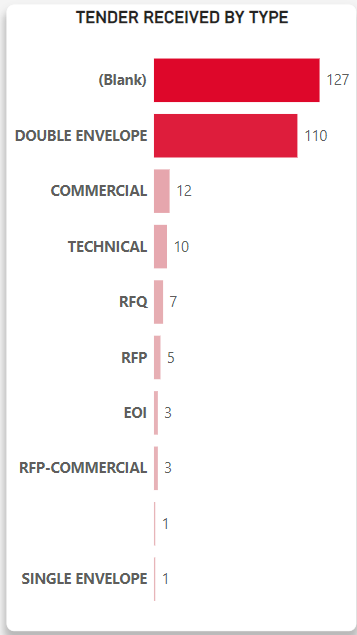 TENDER RECEIVED BY TYPE
(Blank) 127
DOUBLE ENVELOPE 110
COMMERCIAL 12
TECHNICAL 10
RFQ 7
RFP 5
EOI 3
RFP-COMMERCIAL 3
1
SINGLE ENVELOPE 1